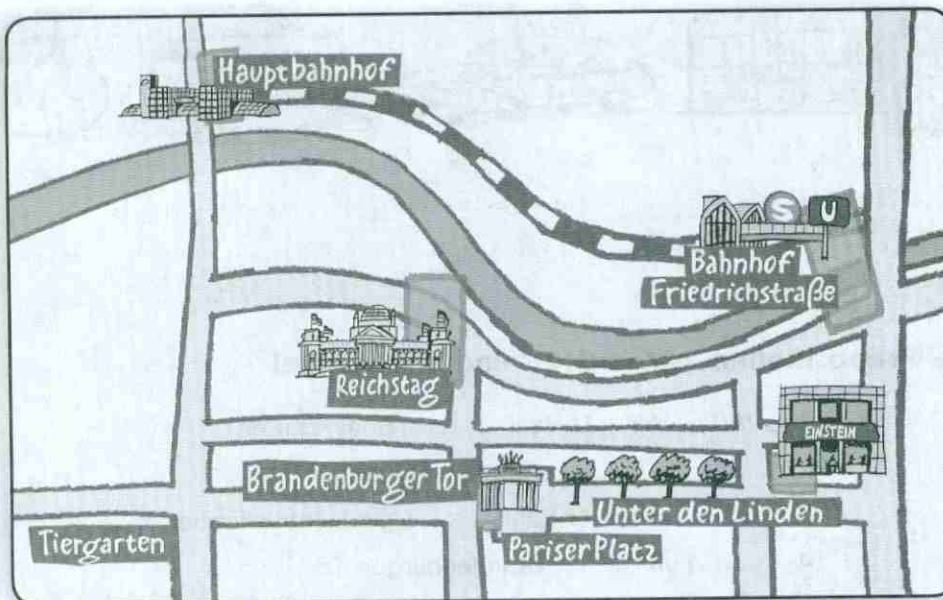 Hauptbahnhof
S U
Bahnhof
Friedrichstraße
Reichstag
EINSTEIN
Brandenburger Tor
Unter den Linden
Tiergarten
Pariser Platz